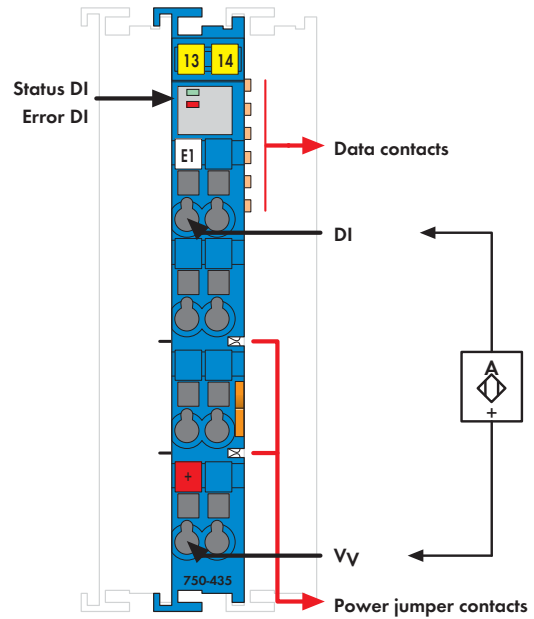 13 14
Status DI
Error DI
E1
Data contacts
DI
A
+
+
VV
750-435
Power jumper contacts